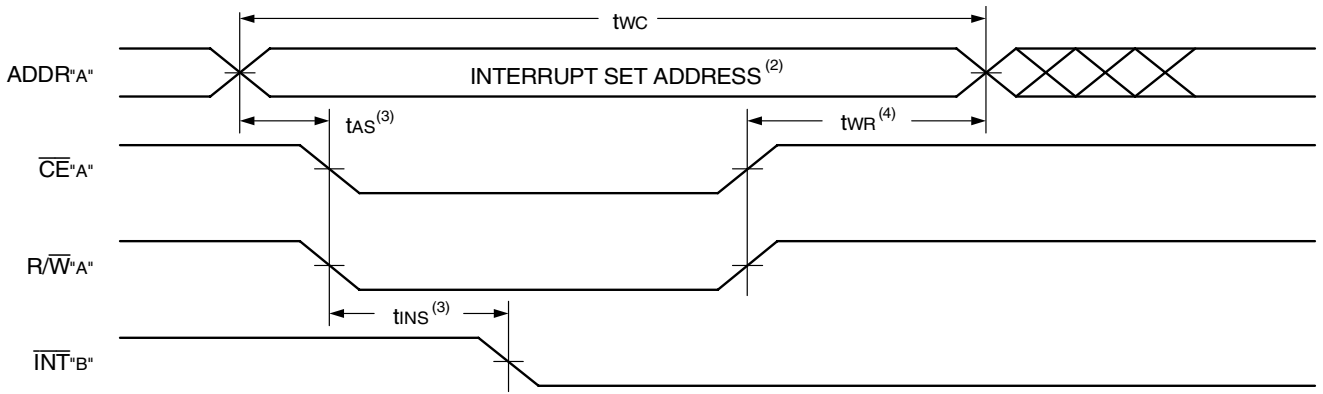 tWC
ADDR"A"
INTERRUPT SET ADDRESS(2)
tAS(3)
tWR(4)
CE"A"
R/W"A"
tINS(3)
INT"B"